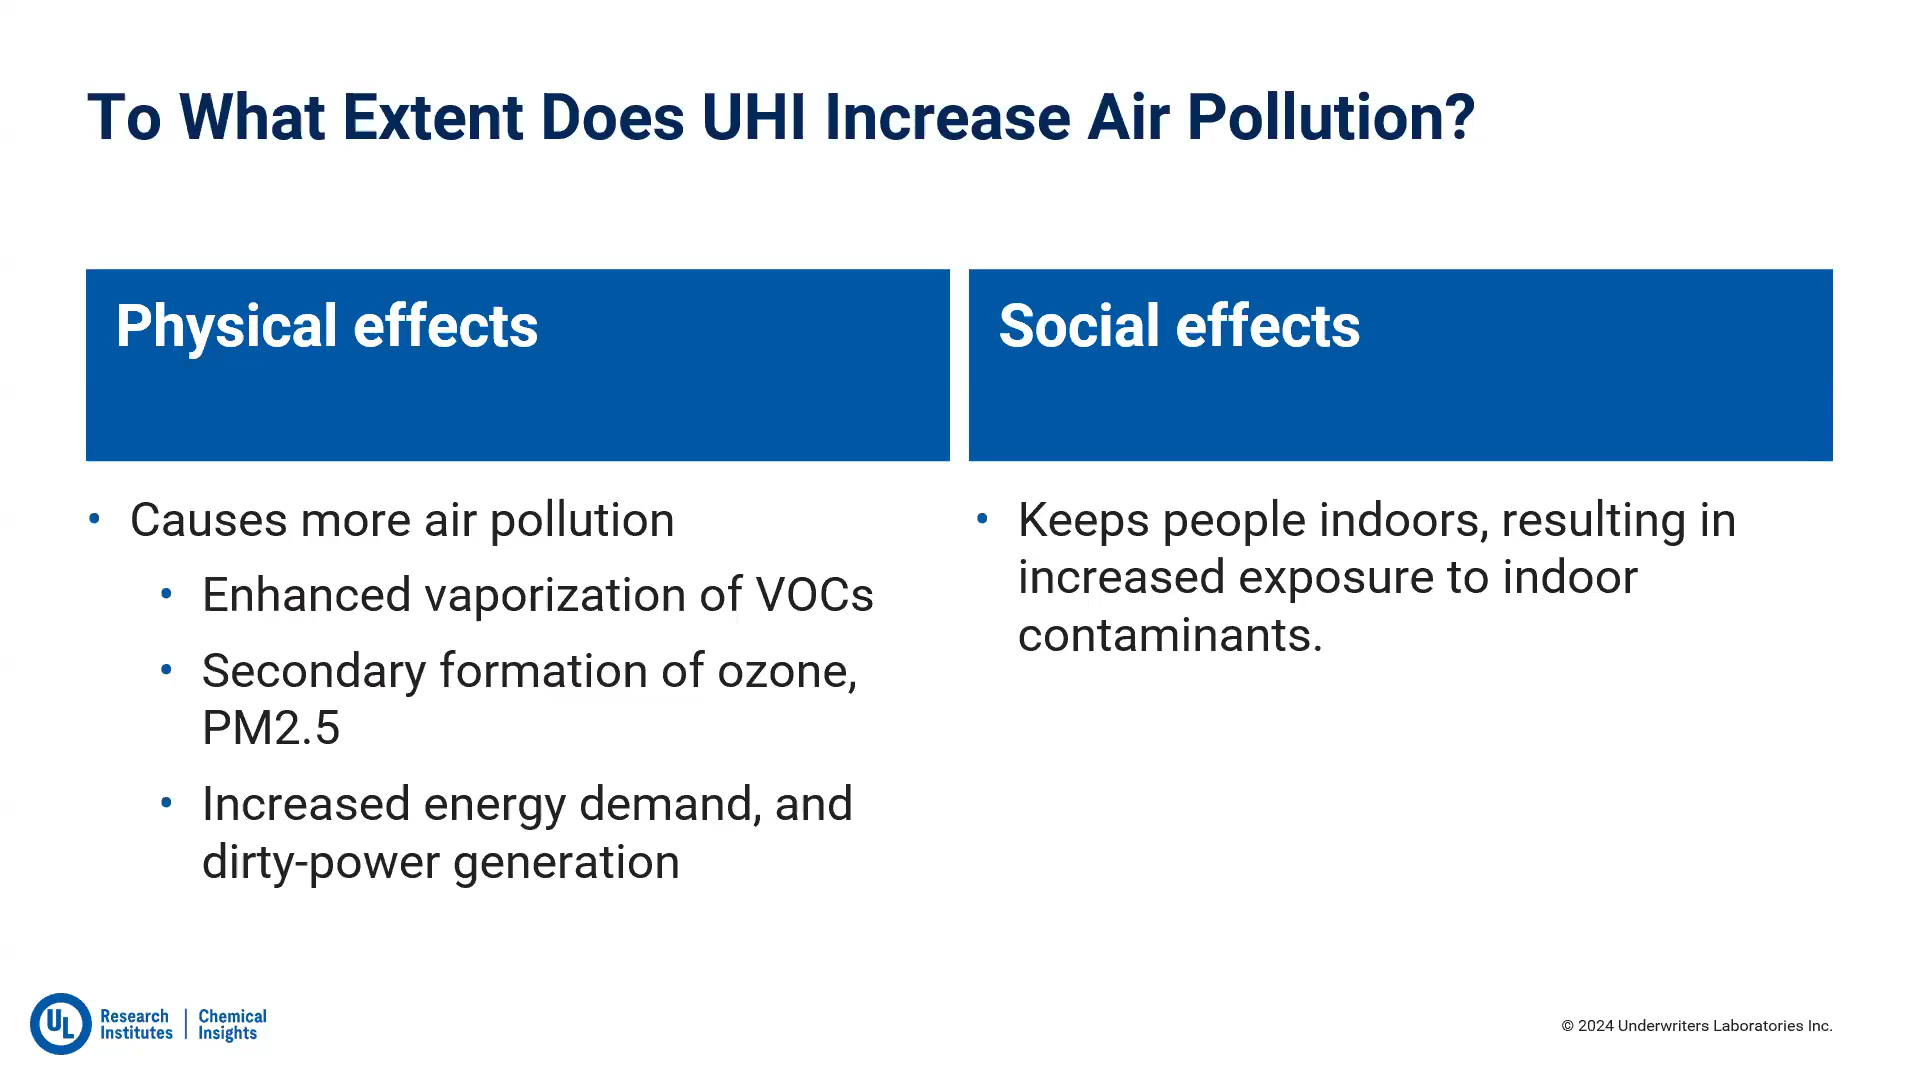 To What Extent Does UHI Increase Air Pollution?
Physical effects
• Causes more air pollution
• Enhanced vaporization of VOCs
• Secondary formation of ozone,
PM2.5
• Increased energy demand, and
dirty-power generation
Social effects
• Keeps people indoors, resulting in
increased exposure to indoor
contaminants.
UL
Research
Institutes
Chemical
Insights
© 2024 Underwriters Laboratories Inc.